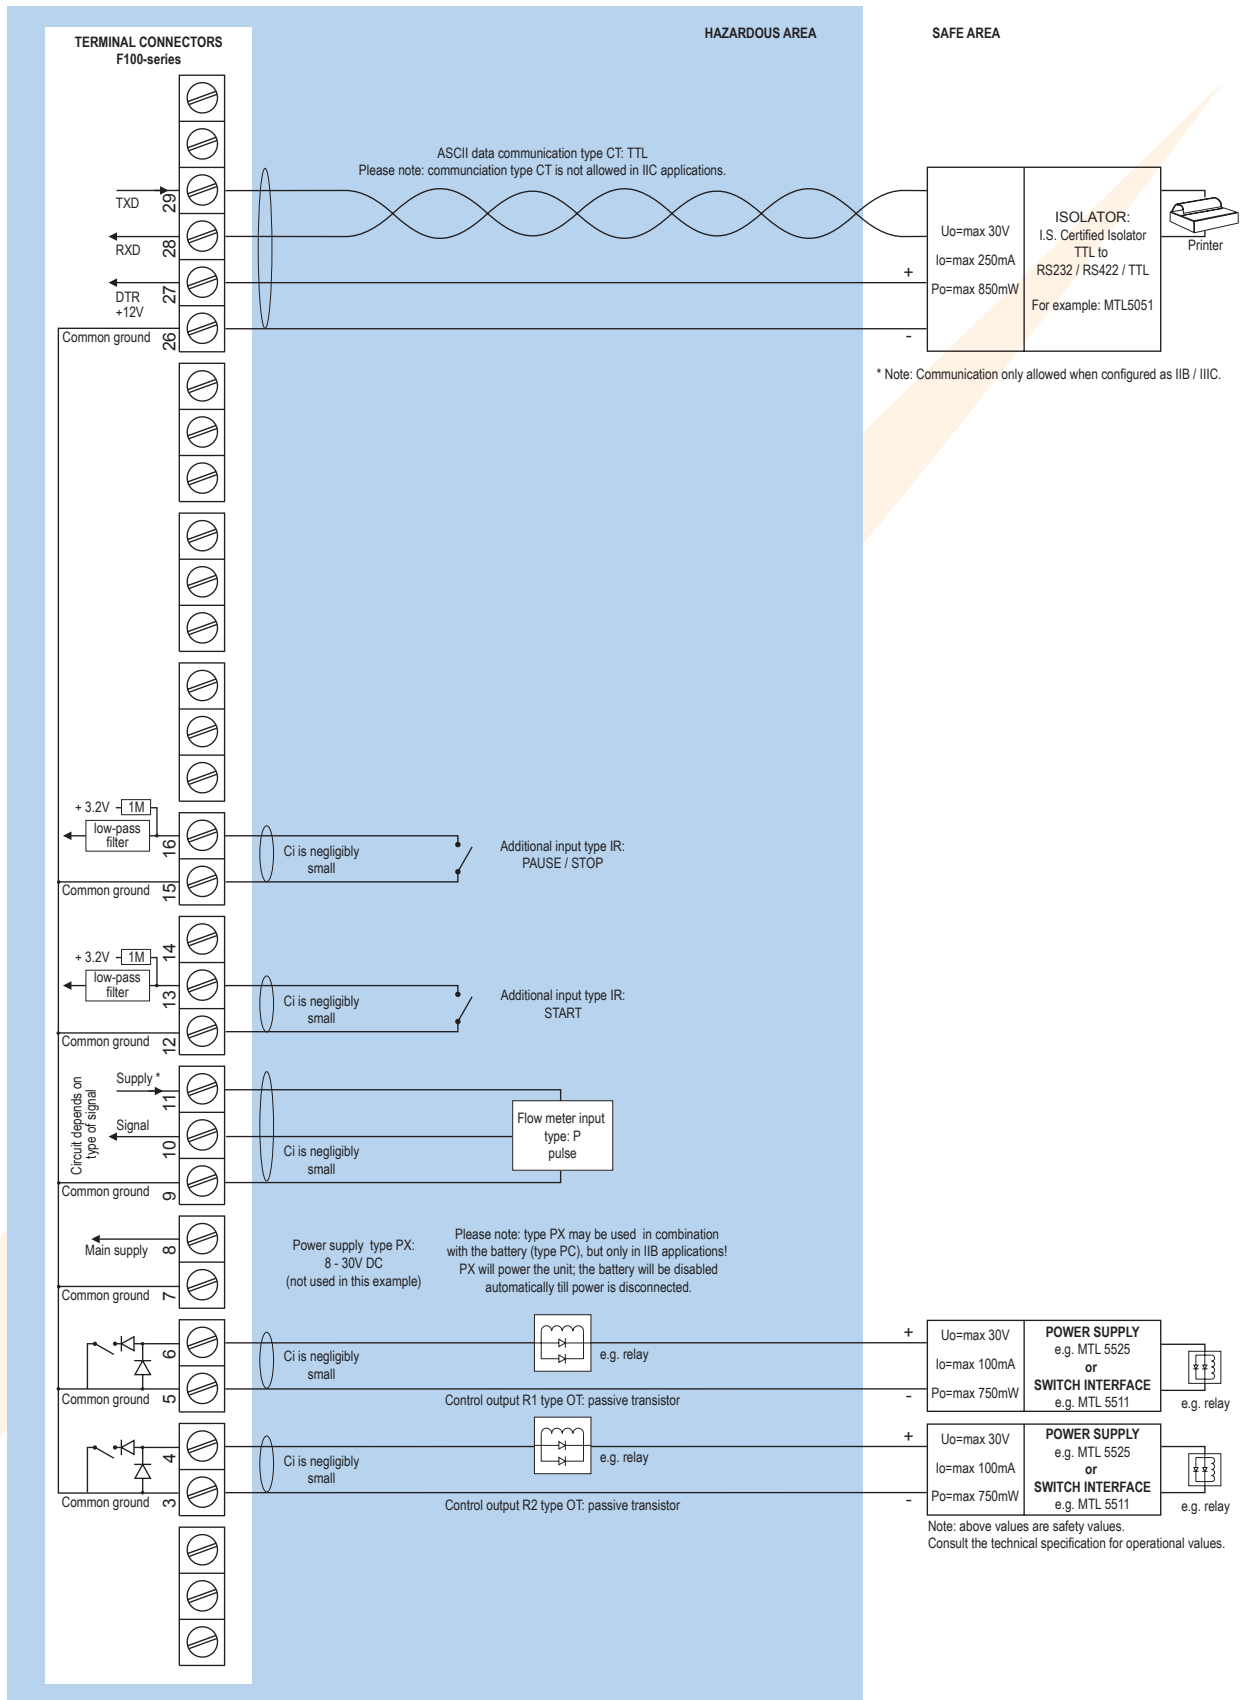 TERMINAL CONNECTORS
F100-series
HAZARDOUS AREA
SAFE AREA
ASCII data communication type CT: TTL
Please note: communciation type CT is not allowed in IIC applications.
TXD
29
RXD
28
DTR
+12V
27
Common ground
26
+
-
Uo=max 30V
Io=max 250mA
Po=max 850mW
ISOLATOR:
I.S. Certified Isolator
TTL to
RS232 / RS422 / TTL
For example: MTL5051
Printer
* Note: Communication only allowed when configured as IIB / IIIC.
+ 3.2V
1M
low-pass
filter
16
Common ground
15
Ci is negligibly
small
Additional input type IR:
PAUSE / STOP
14
+ 3.2V
1M
low-pass
filter
13
Common ground
12
Ci is negligibly
small
Additional input type IR:
START
Circuit depends on
type of signal
Supply *
11
Signal
10
Common ground
9
Ci is negligibly
small
Flow meter input
type: P
pulse
Main supply
8
Common ground
7
Power supply type PX:
8 - 30V DC
(not used in this example)
Please note: type PX may be used in combination
with the battery (type PC), but only in IIB applications!
PX will power the unit; the battery will be disabled
automatically till power is disconnected.
6
Common ground
5
Ci is negligibly
small
e.g. relay
Control output R1 type OT: passive transistor
+
-
Uo=max 30V
Io=max 100mA
Po=max 750mW
POWER SUPPLY
e.g. MTL 5525
or
SWITCH INTERFACE
e.g. MTL 5511
e.g. relay
4
Common ground
3
Ci is negligibly
small
e.g. relay
Control output R2 type OT: passive transistor
+
-
Uo=max 30V
Io=max 100mA
Po=max 750mW
POWER SUPPLY
e.g. MTL 5525
or
SWITCH INTERFACE
e.g. MTL 5511
e.g. relay
Note: above values are safety values.
Consult the technical specification for operational values.